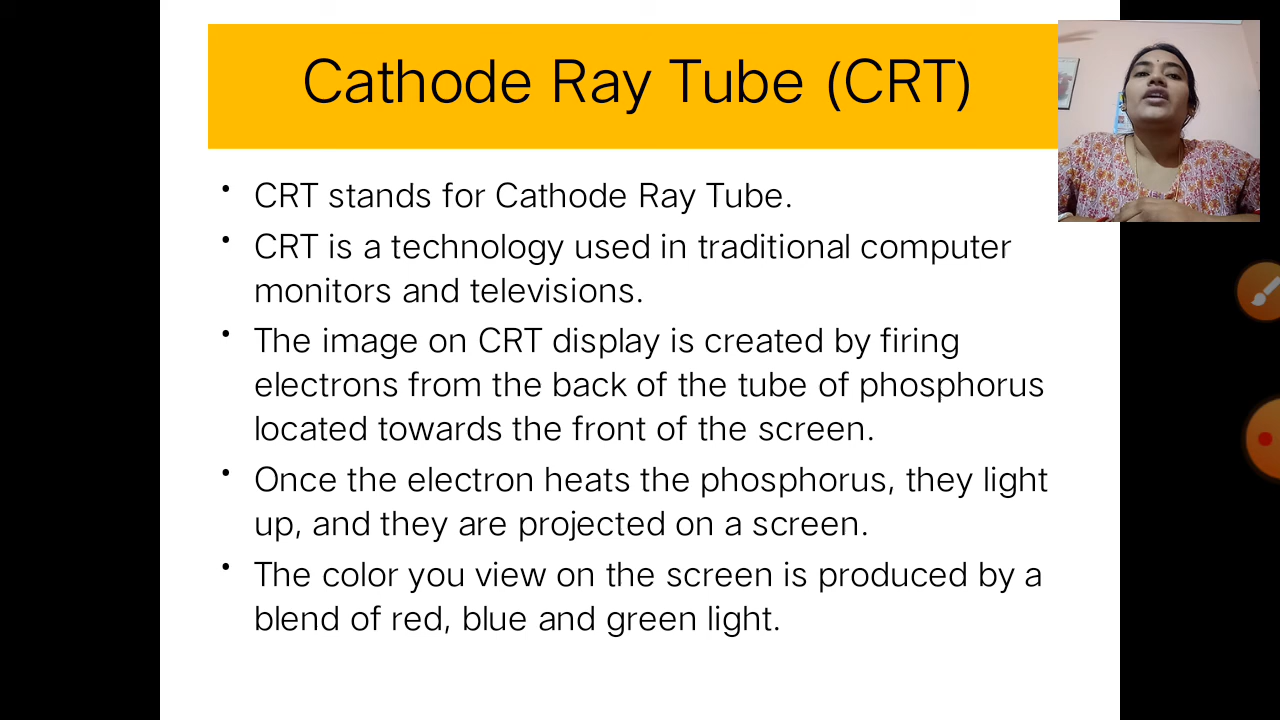 Cathode Ray Tube (CRT)
• CRT stands for Cathode Ray Tube.
• CRT is a technology used in traditional computer
monitors and televisions.
• The image on CRT display is created by firing
electrons from the back of the tube of phosphorus
located towards the front of the screen.
• Once the electron heats the phosphorus, they light
up, and they are projected on a screen.
• The color you view on the screen is produced by a
blend of red, blue and green light.